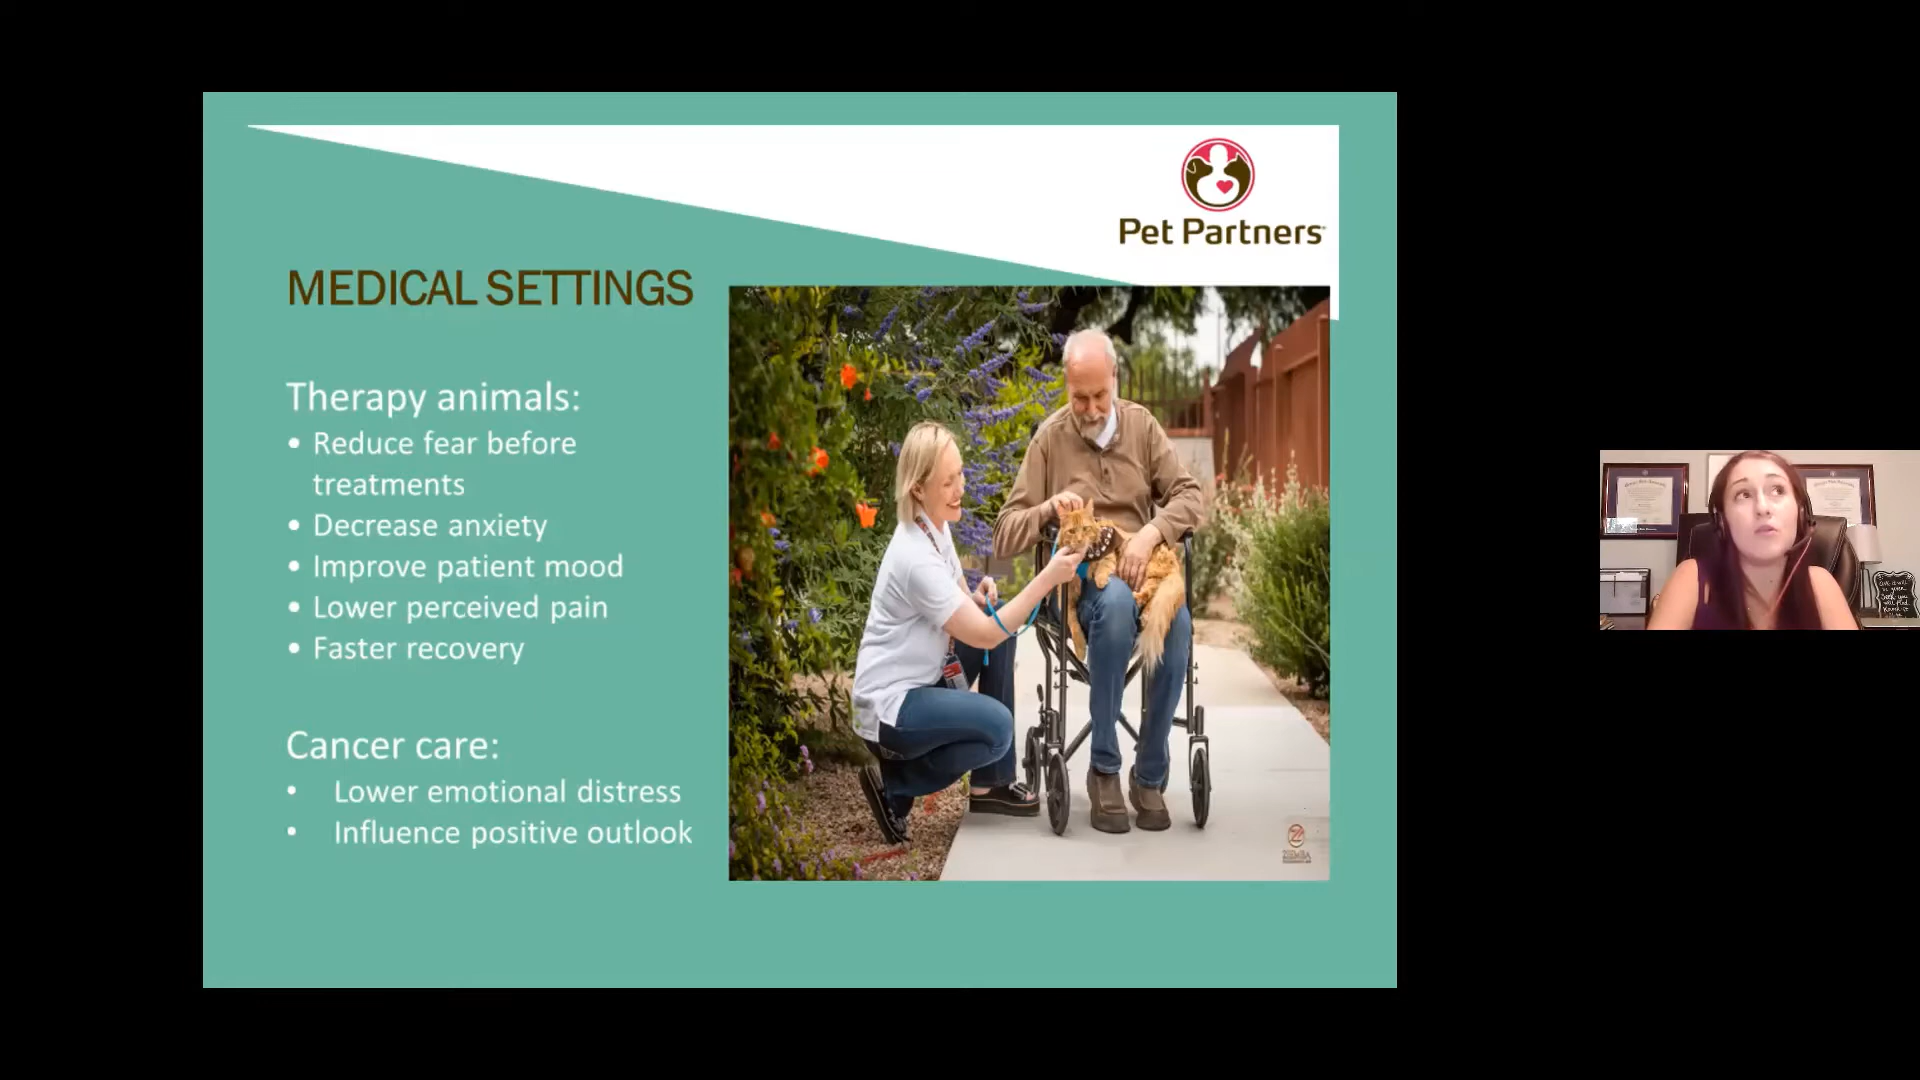 Pet Partners
MEDICAL SETTINGS
Therapy animals:
• Reduce fear before
treatments
• Decrease anxiety
• Improve patient mood
• Lower perceived pain
• Faster recovery
Cancer care:
• Lower emotional distress
• Influence positive outlook